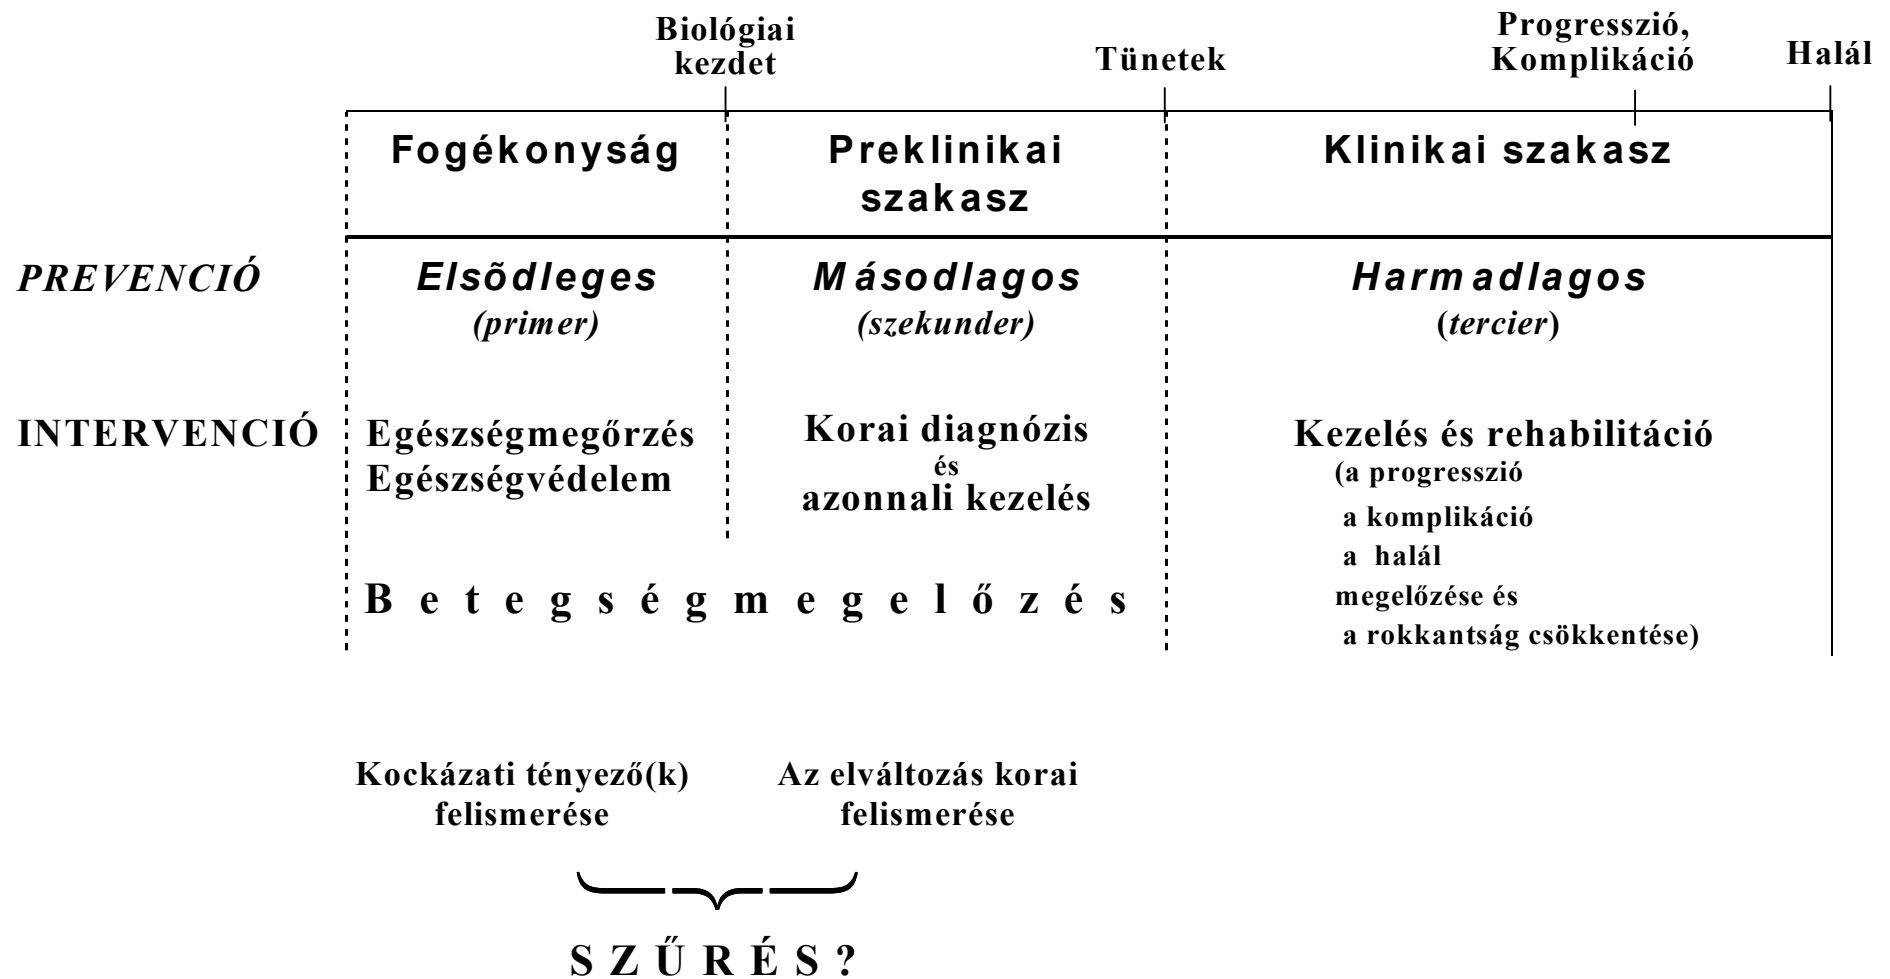 Biológiai
kezdet
Tünetek
Progresszió,
Komplikáció
Halál
Fogékonyság
Preklinikai
szakasz
Klinikai szakasz
PREVENCIÓ
Elsõdleges
(primer)
Másodlagos
(szekunder)
Harmadlagos
(tercier)
INTERVENCIÓ
Egészségmegőrzés
Egészségvédelem
Korai diagnózis
és
azonnali kezelés
Kezelés és rehabilitáció
(a progresszió
a komplikáció
a halál
megelőzése és
a rokkantság csökkentése)
Betegségmegelőzés
Kockázati tényező(k)
felismerése
Az elváltozás korai
felismerése
SZŰRÉS?